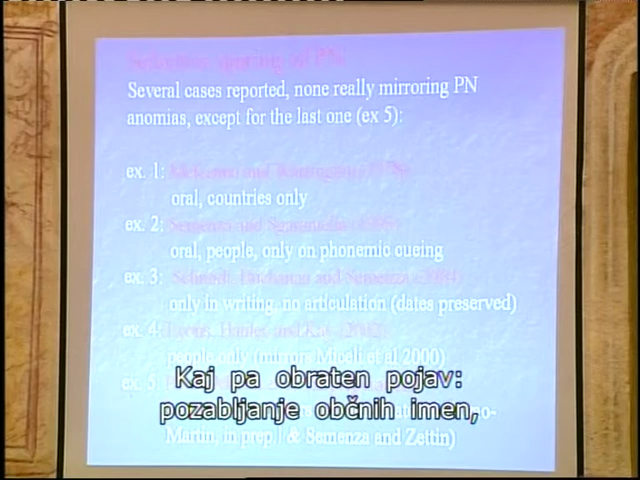 Selective sparing of PN
Several cases reported, none really mirroring PN
anomias, except for the last one (ex 5):
ex. 1: McKenna and Warrington (1978)
oral, countries only
ex. 2: Semenza and Sgaramella (1993)
oral, people, only on phonemic cueing
ex. 3: Schmidt, Buchanan and Semenza (2004)
only in writing, no articulation (dates preserved)
ex. 4: Lyons, Hanley, and Kay (2002)
people only (mirrors Miceli et al 2000)
ex. 5:
Kaj pa obraten pojav:
pozabljanje občnih imen,
Martin, in prep & Semenza and Zettin)